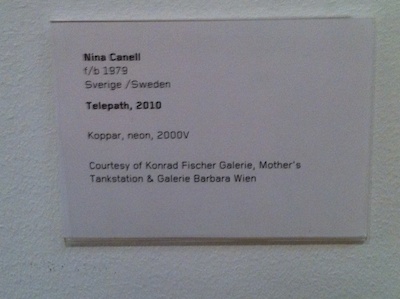 Nina Canell
f/b 1979
Sverige /Sweden
Telepath, 2010
Koppar, neon, 2000V
Courtesy of Konrad Fischer Galerie, Mother's
Tankstation & Galerie Barbara Wien